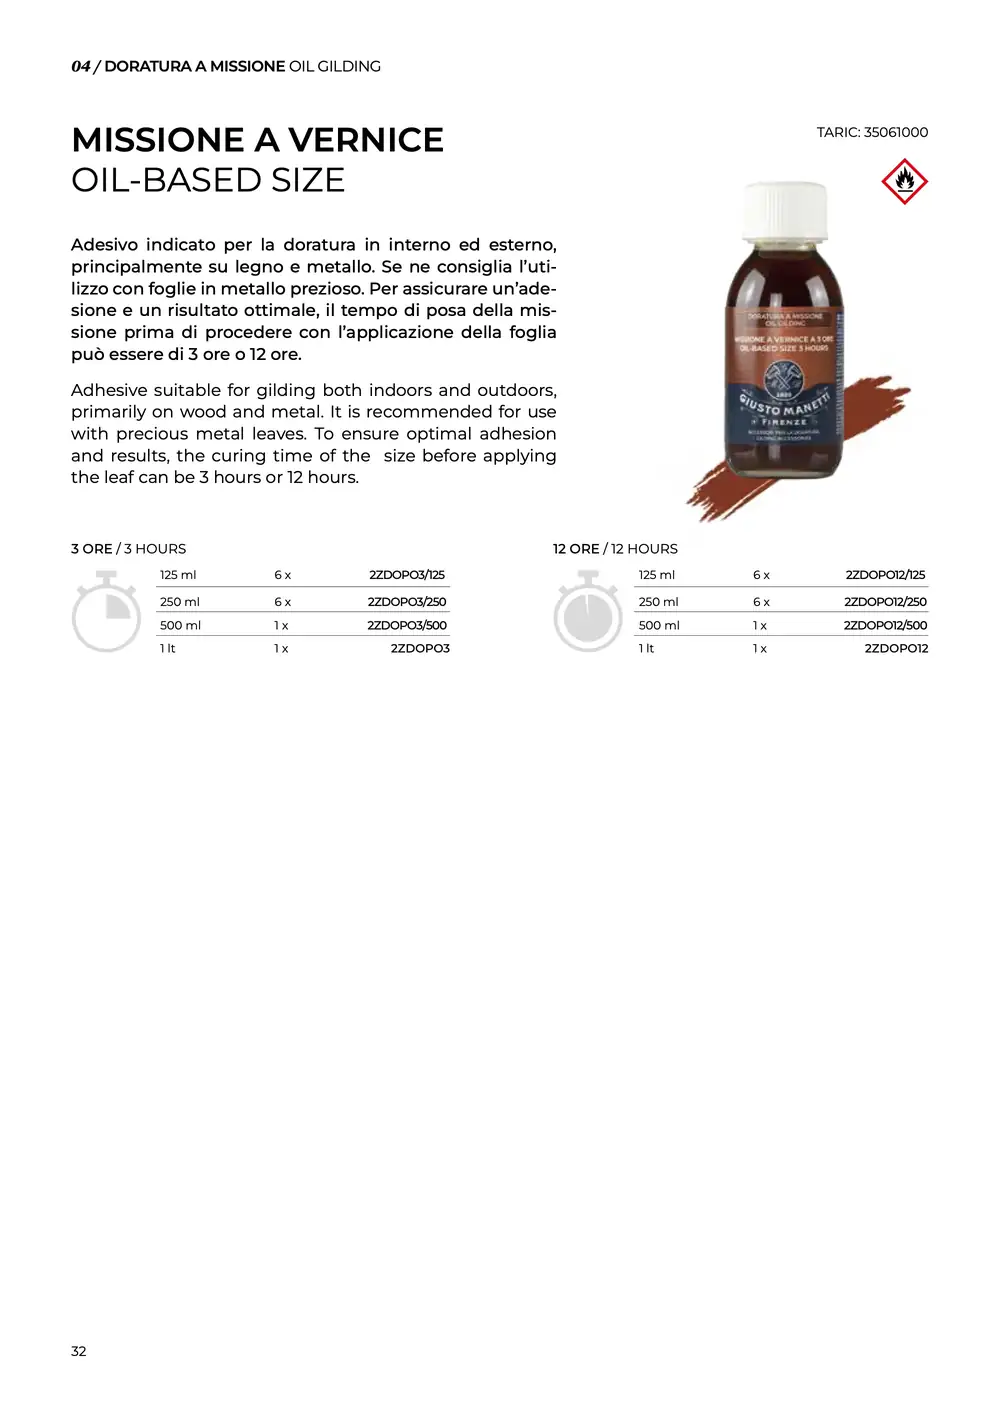 04 / DORATURA A MISSIONE OIL GILDING
MISSIONE A VERNICE
OIL-BASED SIZE
TARIC: 35061000
Adesivo indicato per la doratura in interno ed esterno,
principalmente su legno e metallo. Se ne consiglia l’uti-
lizzo con foglie in metallo prezioso. Per assicurare un’ade-
sione e un risultato ottimale, il tempo di posa della mis-
sione prima di procedere con l’applicazione della foglia
può essere di 3 ore o 12 ore.
Adhesive suitable for gilding both indoors and outdoors,
primarily on wood and metal. It is recommended for use
with precious metal leaves. To ensure optimal adhesion
and results, the curing time of the size before applying
the leaf can be 3 hours or 12 hours.
DORATURA A MISSIONE
OIL GILDING
MISSIONE A VERNICE A 3 ORE
OIL-BASED SIZE 3 HOURS
GIUSTO MANETTI
FIRENZE
3 ORE / 3 HOURS
125 ml 6 x 2ZDOPO3/125
250 ml 6 x 2ZDOPO3/250
500 ml 1 x 2ZDOPO3/500
1 lt 1 x 2ZDOPO3
12 ORE / 12 HOURS
125 ml 6 x 2ZDOPO12/125
250 ml 6 x 2ZDOPO12/250
500 ml 1 x 2ZDOPO12/500
1 lt 1 x 2ZDOPO12
32